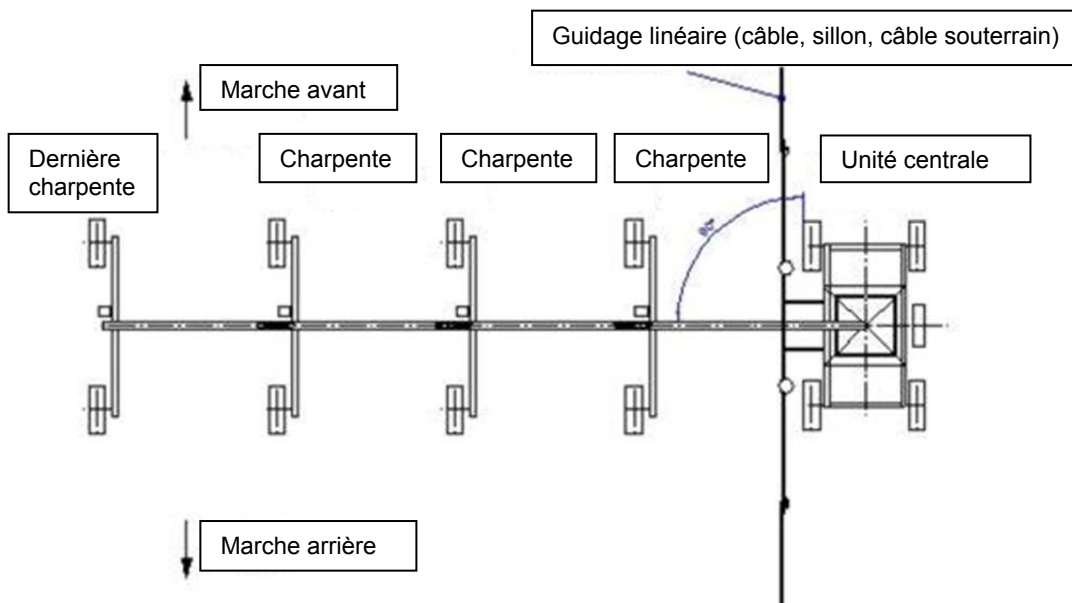 Guidage linéaire (câble, sillon, câble souterrain)
Marche avant
Dernière
charpente
Charpente
Charpente
Charpente
Unité centrale
Marche arrière